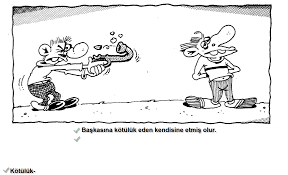 Başkasına kötülük eden kendisine etmiş olur.
Kötülük-